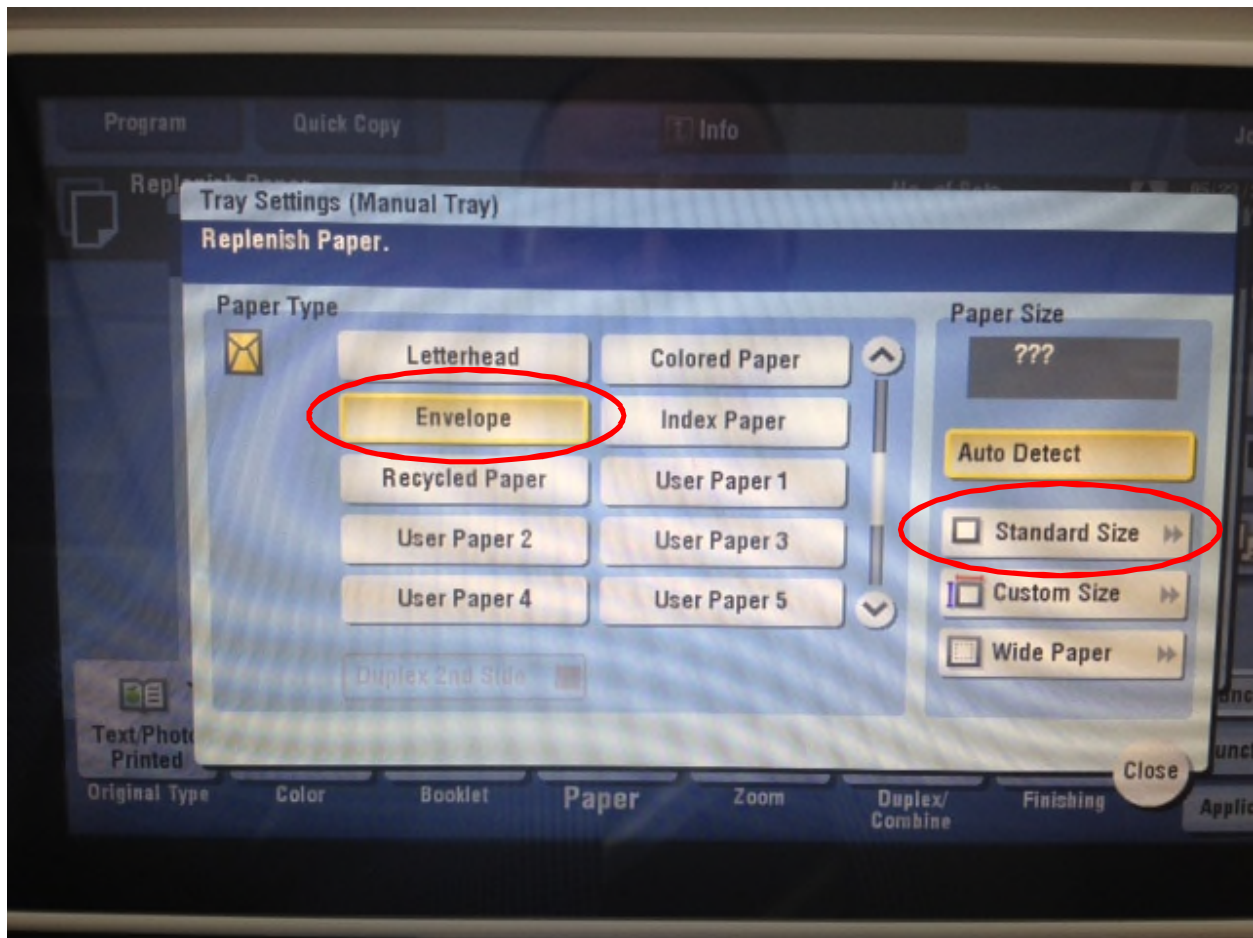 Program Quick Copy Info
Tray Settings (Manual Tray)
Replenish Paper.
Paper Type
Letterhead Colored Paper
Envelope Index Paper
Recycled Paper User Paper 1
User Paper 2 User Paper 3
User Paper 4 User Paper 5
Duplex 2nd Side
Paper Size
???
Auto Detect
Standard Size
Custom Size
Wide Paper
Close
Text/Photo
Printed
Original Type Color Booklet Paper Zoom Duplex/
Combine Finishing